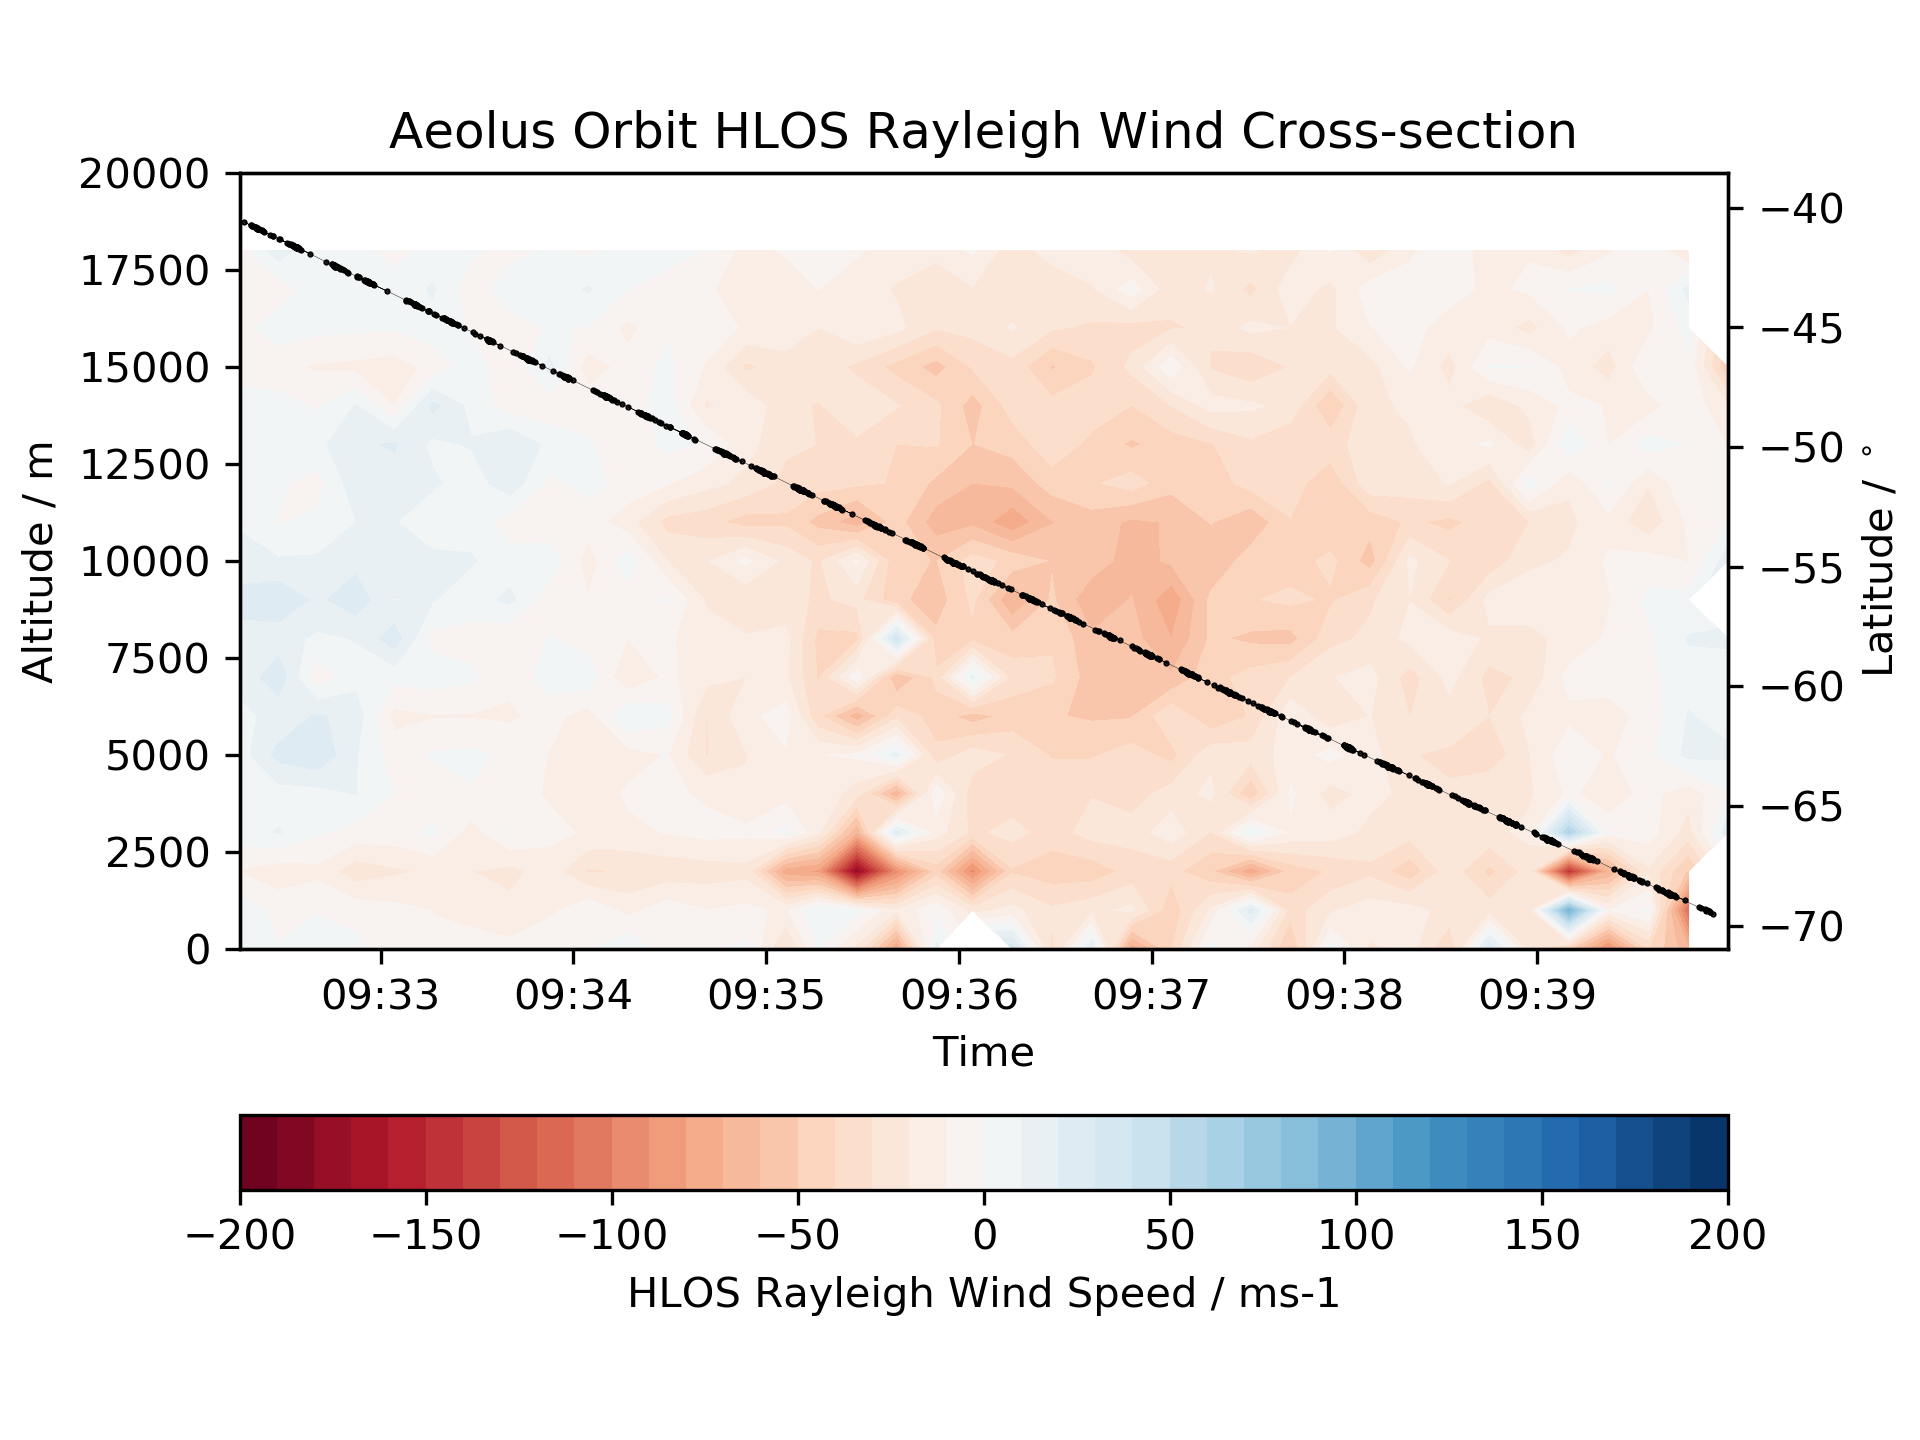 Aeolus Orbit HLOS Rayleigh Wind Cross-section
20000
17500
15000
12500
10000
7500
5000
2500
0
Altitude / m
−40
−45
−50
−55
−60
−65
−70
Latitude / °
09:33 09:34 09:35 09:36 09:37 09:38 09:39
Time
−200 −150 −100 −50 0 50 100 150 200
HLOS Rayleigh Wind Speed / ms-1